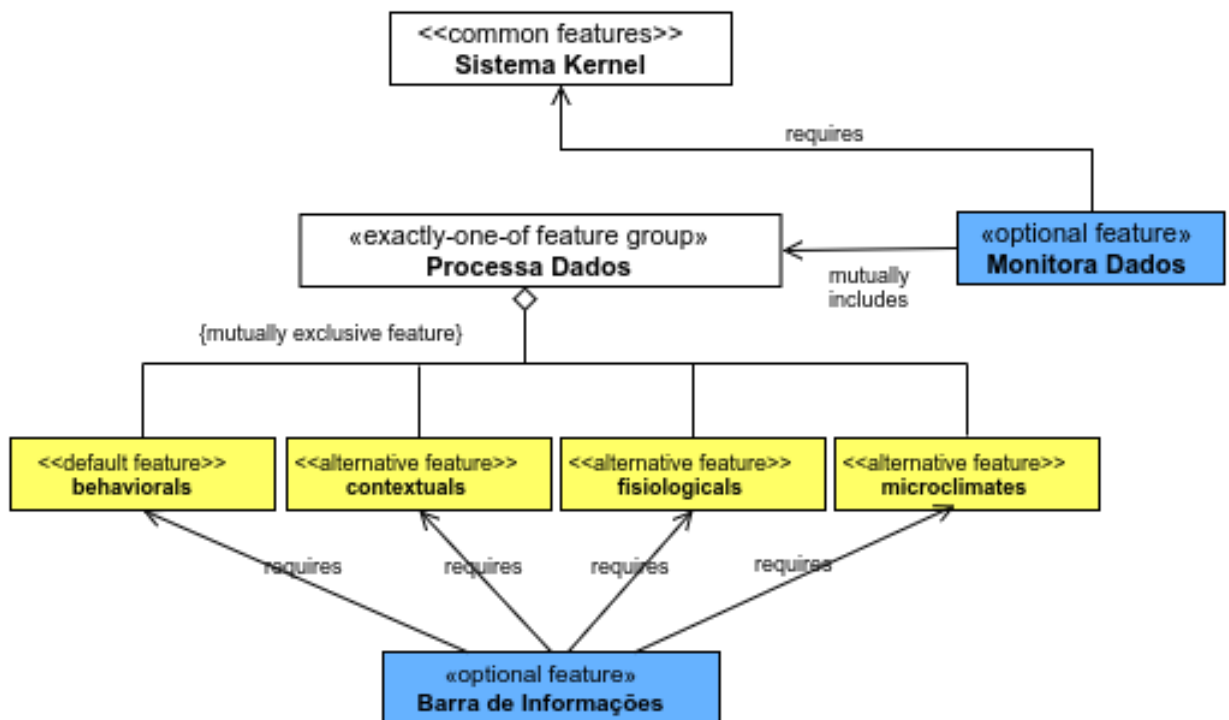 <<common features>>
Sistema Kernel
requires
«exactly-one-of feature group»
Processa Dados
«optional feature»
Monitora Dados
mutually
includes
{mutually exclusive feature}
<<default feature>>
behaviorals
<<alternative feature>>
contextuals
<<alternative feature>>
fisiologicals
<<alternative feature>>
microclimates
requires
requires
requires
requires
«optional feature»
Barra de Informações